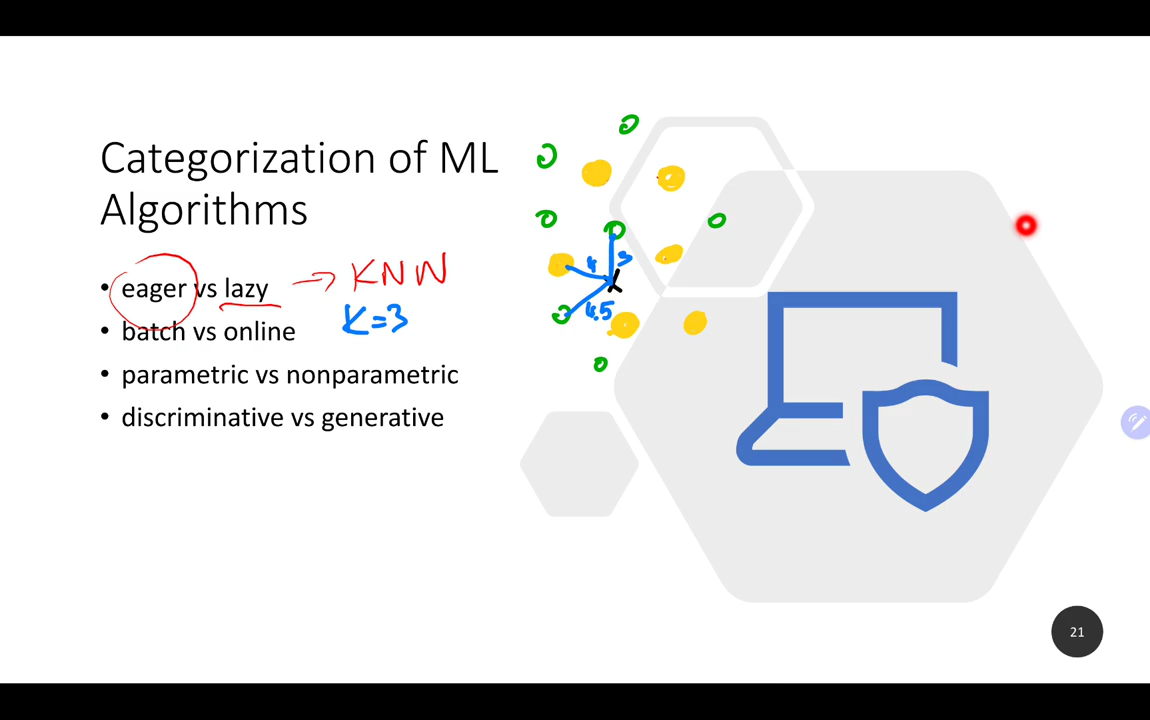 Categorization of ML
Algorithms
• eager vs lazy → KNN
K=3
• batch vs online
• parametric vs nonparametric
• discriminative vs generative
4
3
4.5
21